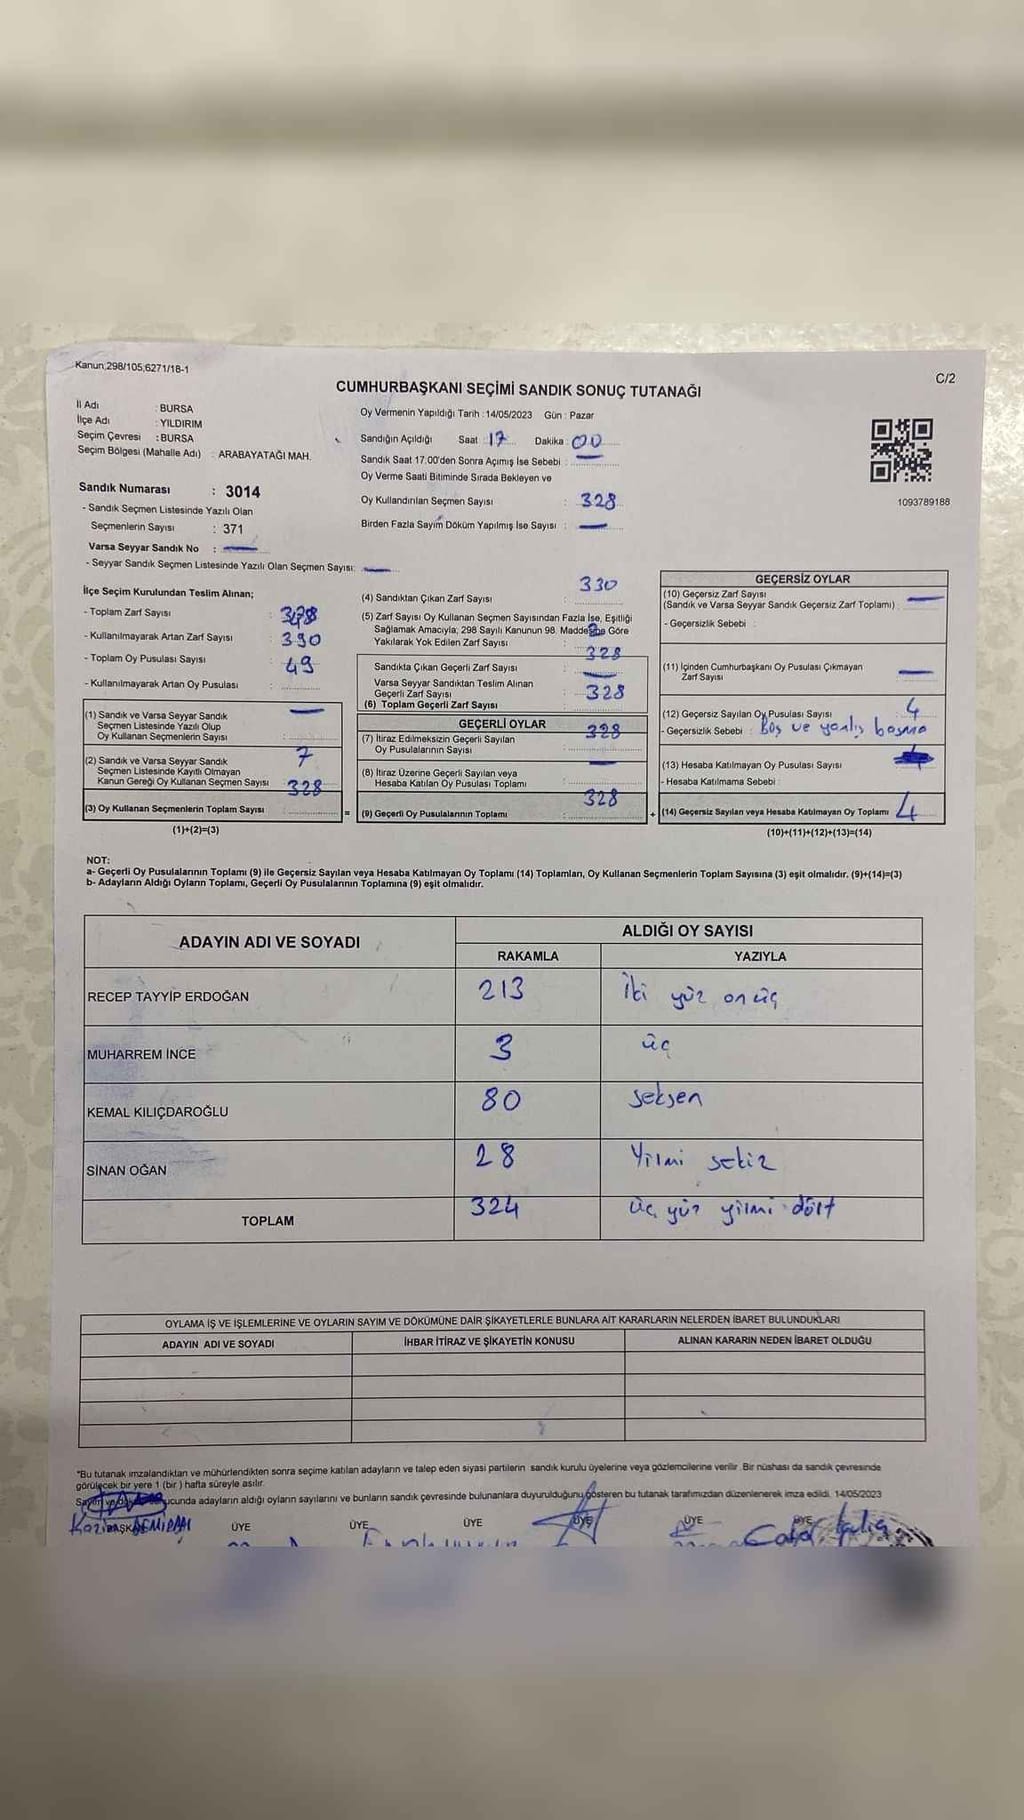 Kanun;298/105,6271/18-1
C/2
CUMHURBAŞKANI SEÇİMİ SANDIK SONUÇ TUTANAĞI
İl Adı : BURSA
İlçe Adı : YILDIRIM
Seçim Çevresi : BURSA
Seçim Bölgesi (Mahalle Adı) : ARABAYATAĞI MAH.
Sandık Numarası : 3014
- Sandık Seçmen Listesinde Yazılı Olan
Seçmenlerin Sayısı : 371
Varsa Seyyar Sandık No :
- Seyyar Sandık Seçmen Listesinde Yazılı Olan Seçmen Sayısı:
Oy Vermenin Yapıldığı Tarih :14/05/2023 Gün : Pazar
Sandığın Açıldığı Saat 17 Dakika : 00
Sandık Saat 17.00'den Sonra Açımış İse Sebebi :
Oy Verme Saati Bitiminde Sırada Bekleyen ve
Oy Kullandırılan Seçmen Sayısı : 328
Birden Fazla Sayım Döküm Yapılmış İse Sayısı :
1093789188
İlçe Seçim Kurulundan Teslim Alınan;
- Toplam Zarf Sayısı :
- Kullanılmayarak Artan Zarf Sayısı : 390
- Toplam Oy Pusulası Sayısı : 49
- Kullanılmayarak Artan Oy Pusulası :
(1) Sandık ve Varsa Seyyar Sandık
Seçmen Listesinde Yazılı Olup
Oy Kullanan Seçmenlerin Sayısı :
(2) Sandık ve Varsa Seyyar Sandık 7
Seçmen Listesinde Kayıtlı Olmayan
Kanun Gereği Oy Kullanan Seçmen Sayısı : 328
(3) Oy Kullanan Seçmenlerin Toplam Sayısı :
(1)+(2)=(3)
330
(4) Sandıktan Çıkan Zarf Sayısı :
(5) Zarf Sayısı Oy Kullanan Seçmen Sayısından Fazla İse, Eşitliği
Sağlamak Amacıyla; 298 Sayılı Kanunun 98. Göre
Yakılarak Yok Edilen Zarf Sayısı : 328
Sandıkta Çıkan Geçerli Zarf Sayısı :
Varsa Seyyar Sandıktan Teslim Alınan
Geçerli Zarf Sayısı : 328
(6) Toplam Geçerli Zarf Sayısı :
GEÇERLİ OYLAR
(7) İtiraz Edilmeksizin Geçerli Sayılan 328
Oy Pusulalarının Sayısı :
(8) İtiraz Üzerine Geçerli Sayılan veya
Hesaba Katılan Oy Pusulası Toplamı :
328
= (9) Geçerli Oy Pusulalarının Toplamı :
GEÇERSİZ OYLAR
(10) Geçersiz Zarf Sayısı
(Sandık ve Varsa Seyyar Sandık Geçersiz Zarf Toplamı) :
- Geçersizlik Sebebi :
(11) İçinden Cumhurbaşkanı Oy Pusulası Çıkmayan
Zarf Sayısı :
(12) Geçersiz Sayılan Oy Pusulası Sayısı : 4
- Geçersizlik Sebebi : Boş ve yanlış basma
(13) Hesaba Katılmayan Oy Pusulası Sayısı :
- Hesaba Katılmama Sebebi :
+ (14) Geçersiz Sayılan veya Hesaba Katılmayan Oy Toplamı : 4
(10)+(11)+(12)+(13)=(14)
NOT:
a- Geçerli Oy Pusulalarının Toplamı (9) ile Geçersiz Sayılan veya Hesaba Katılmayan Oy Toplamı (14) Toplamları, Oy Kullanan Seçmenlerin Toplam Sayısına (3) eşit olmalıdır. (9)+(14)=(3)
b- Adayların Aldığı Oyların Toplamı, Geçerli Oy Pusulalarının Toplamına (9) eşit olmalıdır.
ADAYIN ADI VE SOYADI ALDIĞI OY SAYISI
RAKAMLA YAZIYLA
RECEP TAYYİP ERDOĞAN 213 iki yüz on üç
MUHARREM İNCE 3 üç
KEMAL KILIÇDAROĞLU 80 seksen
SİNAN OĞAN 28 Yirmi sekiz
TOPLAM 324 üç yüz yirmi dört
OYLAMA İŞ VE İŞLEMLERİNE VE OYLARIN SAYIM VE DÖKÜMÜNE DAİR ŞİKAYETLERLE BUNLARA AİT KARARLARIN NELERDEN İBARET BULUNDUKLARI
ADAYIN ADI VE SOYADI İHBAR İTİRAZ VE ŞİKAYETİN KONUSU ALINAN KARARIN NEDEN İBARET OLDUĞU
*Bu tutanak imzalandıktan ve mühürlendikten sonra seçime katılan adayların ve talep eden siyasi partilerin sandık kurulu üyelerine veya gözlemcilerine verilir. Bir nüshası da sandık çevresinde
görülecek bir yere 1 (bir ) hafta süreyle asılır.
ucunda adayların aldığı oyların sayılarını ve bunların sandık çevresinde bulunanlara duyurulduğunu gösteren bu tutanak tarafımızdan düzenlenerek imza edildi. 14/05/2023
BAŞKAN ÜYE ÜYE ÜYE ÜYE ÜYE ÜYE